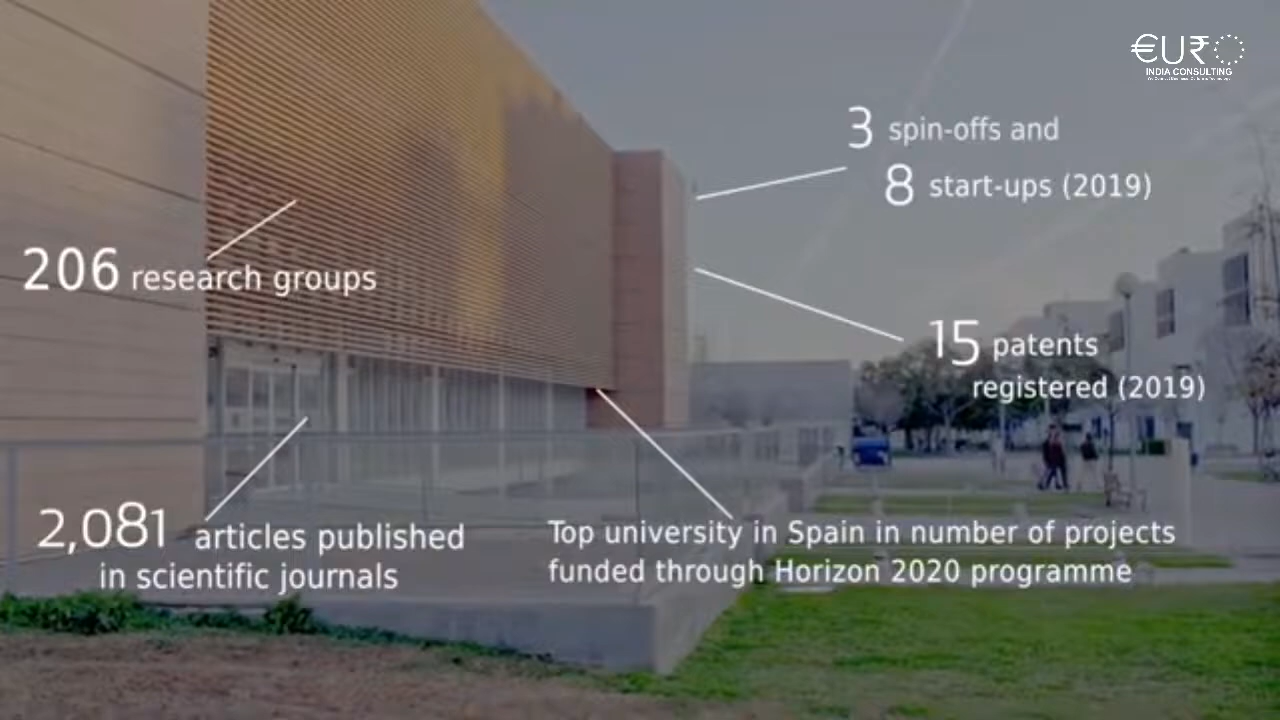 €UR₹
INDIA CONSULTING
3 spin-offs and
8 start-ups (2019)
206 research groups
15 patents
registered (2019)
2,081 articles published
in scientific journals
Top university in Spain in number of projects
funded through Horizon 2020 programme